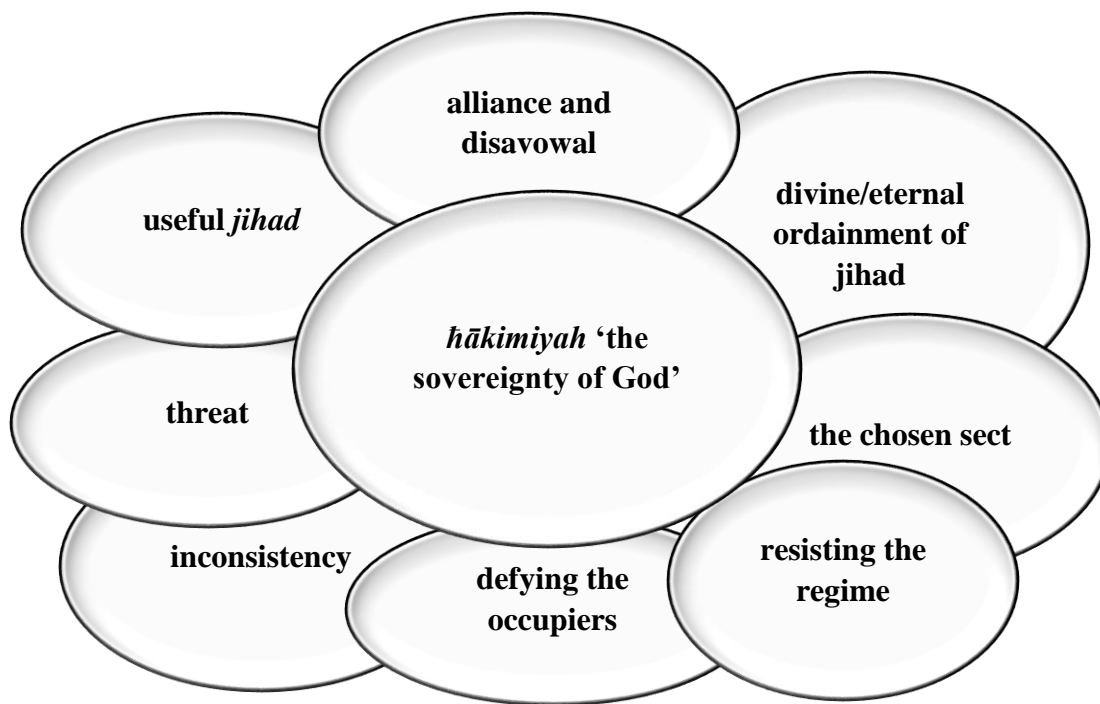 alliance and
disavowal
useful jihad
divine/eternal
ordainment of
jihad
ħākimiyah ‘the
sovereignty of God’
threat
the chosen sect
inconsistency
defying the
occupiers
resisting the
regime